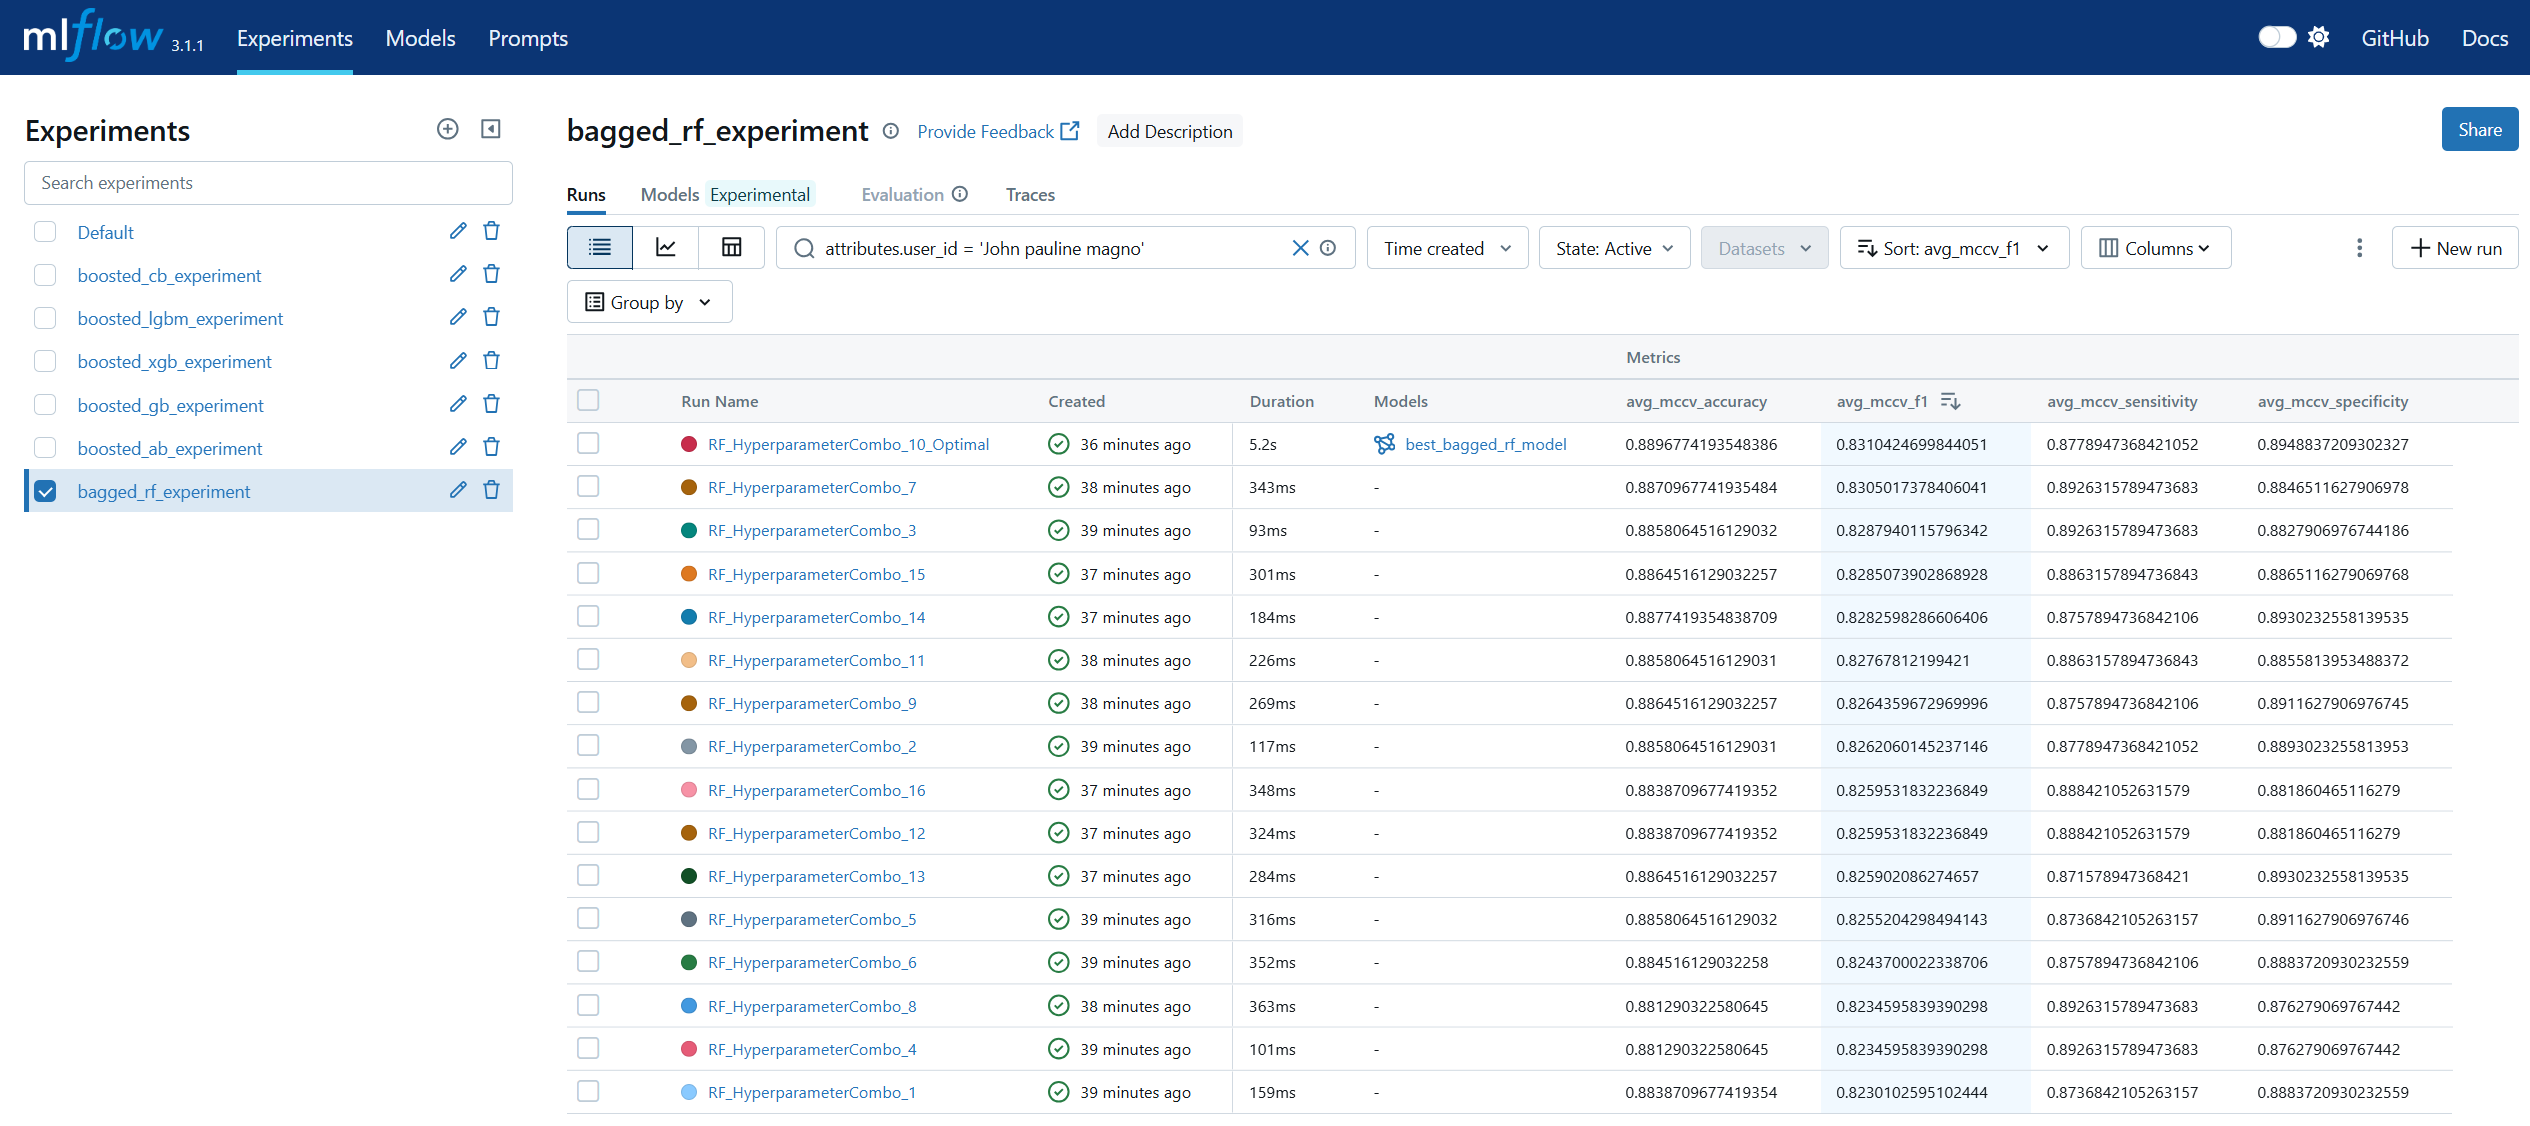 mlflow 3.1.1 Experiments Models Prompts GitHub Docs
Experiments
Search experiments
Default
boosted_cb_experiment
boosted_lgbm_experiment
boosted_xgb_experiment
boosted_gb_experiment
boosted_ab_experiment
bagged_rf_experiment
bagged_rf_experiment Provide Feedback Add Description Share
Runs Models Experimental Evaluation Traces
attributes.user_id = 'John pauline magno' Time created State: Active Datasets Sort: avg_mccv_f1 Columns New run
Group by
Metrics
Run Name Created Duration Models avg_mccv_accuracy avg_mccv_f1 avg_mccv_sensitivity avg_mccv_specificity
RF_HyperparameterCombo_10_Optimal 36 minutes ago 5.2s best_bagged_rf_model 0.8896774193548386 0.8310424699844051 0.8778947368421052 0.8948837209302327
RF_HyperparameterCombo_7 38 minutes ago 343ms - 0.8870967741935484 0.8305017378406041 0.8926315789473683 0.8846511627906978
RF_HyperparameterCombo_3 39 minutes ago 93ms - 0.8858064516129032 0.8287940115796342 0.8926315789473683 0.8827906976744186
RF_HyperparameterCombo_15 37 minutes ago 301ms - 0.8864516129032257 0.8285073902868928 0.8863157894736843 0.8865116279069768
RF_HyperparameterCombo_14 37 minutes ago 184ms - 0.8877419354838709 0.8282598286606406 0.8757894736842106 0.8930232558139535
RF_HyperparameterCombo_11 38 minutes ago 226ms - 0.8858064516129031 0.82767812199421 0.8863157894736843 0.8855813953488372
RF_HyperparameterCombo_9 38 minutes ago 269ms - 0.8864516129032257 0.8264359672969996 0.8757894736842106 0.8911627906976745
RF_HyperparameterCombo_2 39 minutes ago 117ms - 0.8858064516129031 0.8262060145237146 0.8778947368421052 0.8893023255813953
RF_HyperparameterCombo_16 37 minutes ago 348ms - 0.8838709677419352 0.8259531832236849 0.888421052631579 0.881860465116279
RF_HyperparameterCombo_12 37 minutes ago 324ms - 0.8838709677419352 0.8259531832236849 0.888421052631579 0.881860465116279
RF_HyperparameterCombo_13 37 minutes ago 284ms - 0.8864516129032257 0.825902086274657 0.871578947368421 0.8930232558139535
RF_HyperparameterCombo_5 39 minutes ago 316ms - 0.8858064516129032 0.8255204298494143 0.8736842105263157 0.8911627906976746
RF_HyperparameterCombo_6 39 minutes ago 352ms - 0.884516129032258 0.8243700022338706 0.8757894736842106 0.8883720930232559
RF_HyperparameterCombo_8 38 minutes ago 363ms - 0.881290322580645 0.8234595839390298 0.8926315789473683 0.876279069767442
RF_HyperparameterCombo_4 39 minutes ago 101ms - 0.881290322580645 0.8234595839390298 0.8926315789473683 0.876279069767442
RF_HyperparameterCombo_1 39 minutes ago 159ms - 0.8838709677419354 0.8230102595102444 0.8736842105263157 0.8883720930232559